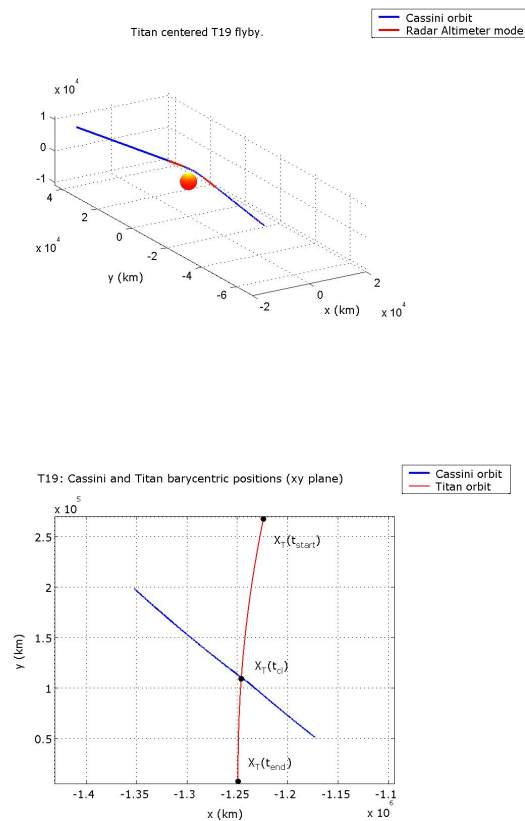 Titan centered T19 flyby.
Cassini orbit
Radar Altimeter mode
x 10^4
1
0
-1
4
2
0
-2
-4
-6
x 10^4
y (km)
-2
0
2
x (km)
x 10^4
T19: Cassini and Titan barycentric positions (xy plane)
Cassini orbit
Titan orbit
x 10^5
2.5
2
1.5
1
0.5
y (km)
X_T(t_start)
X_T(t_cl)
X_T(t_end)
-1.4
-1.35
-1.3
-1.25
-1.2
-1.15
-1.1
x (km)
x 10^6